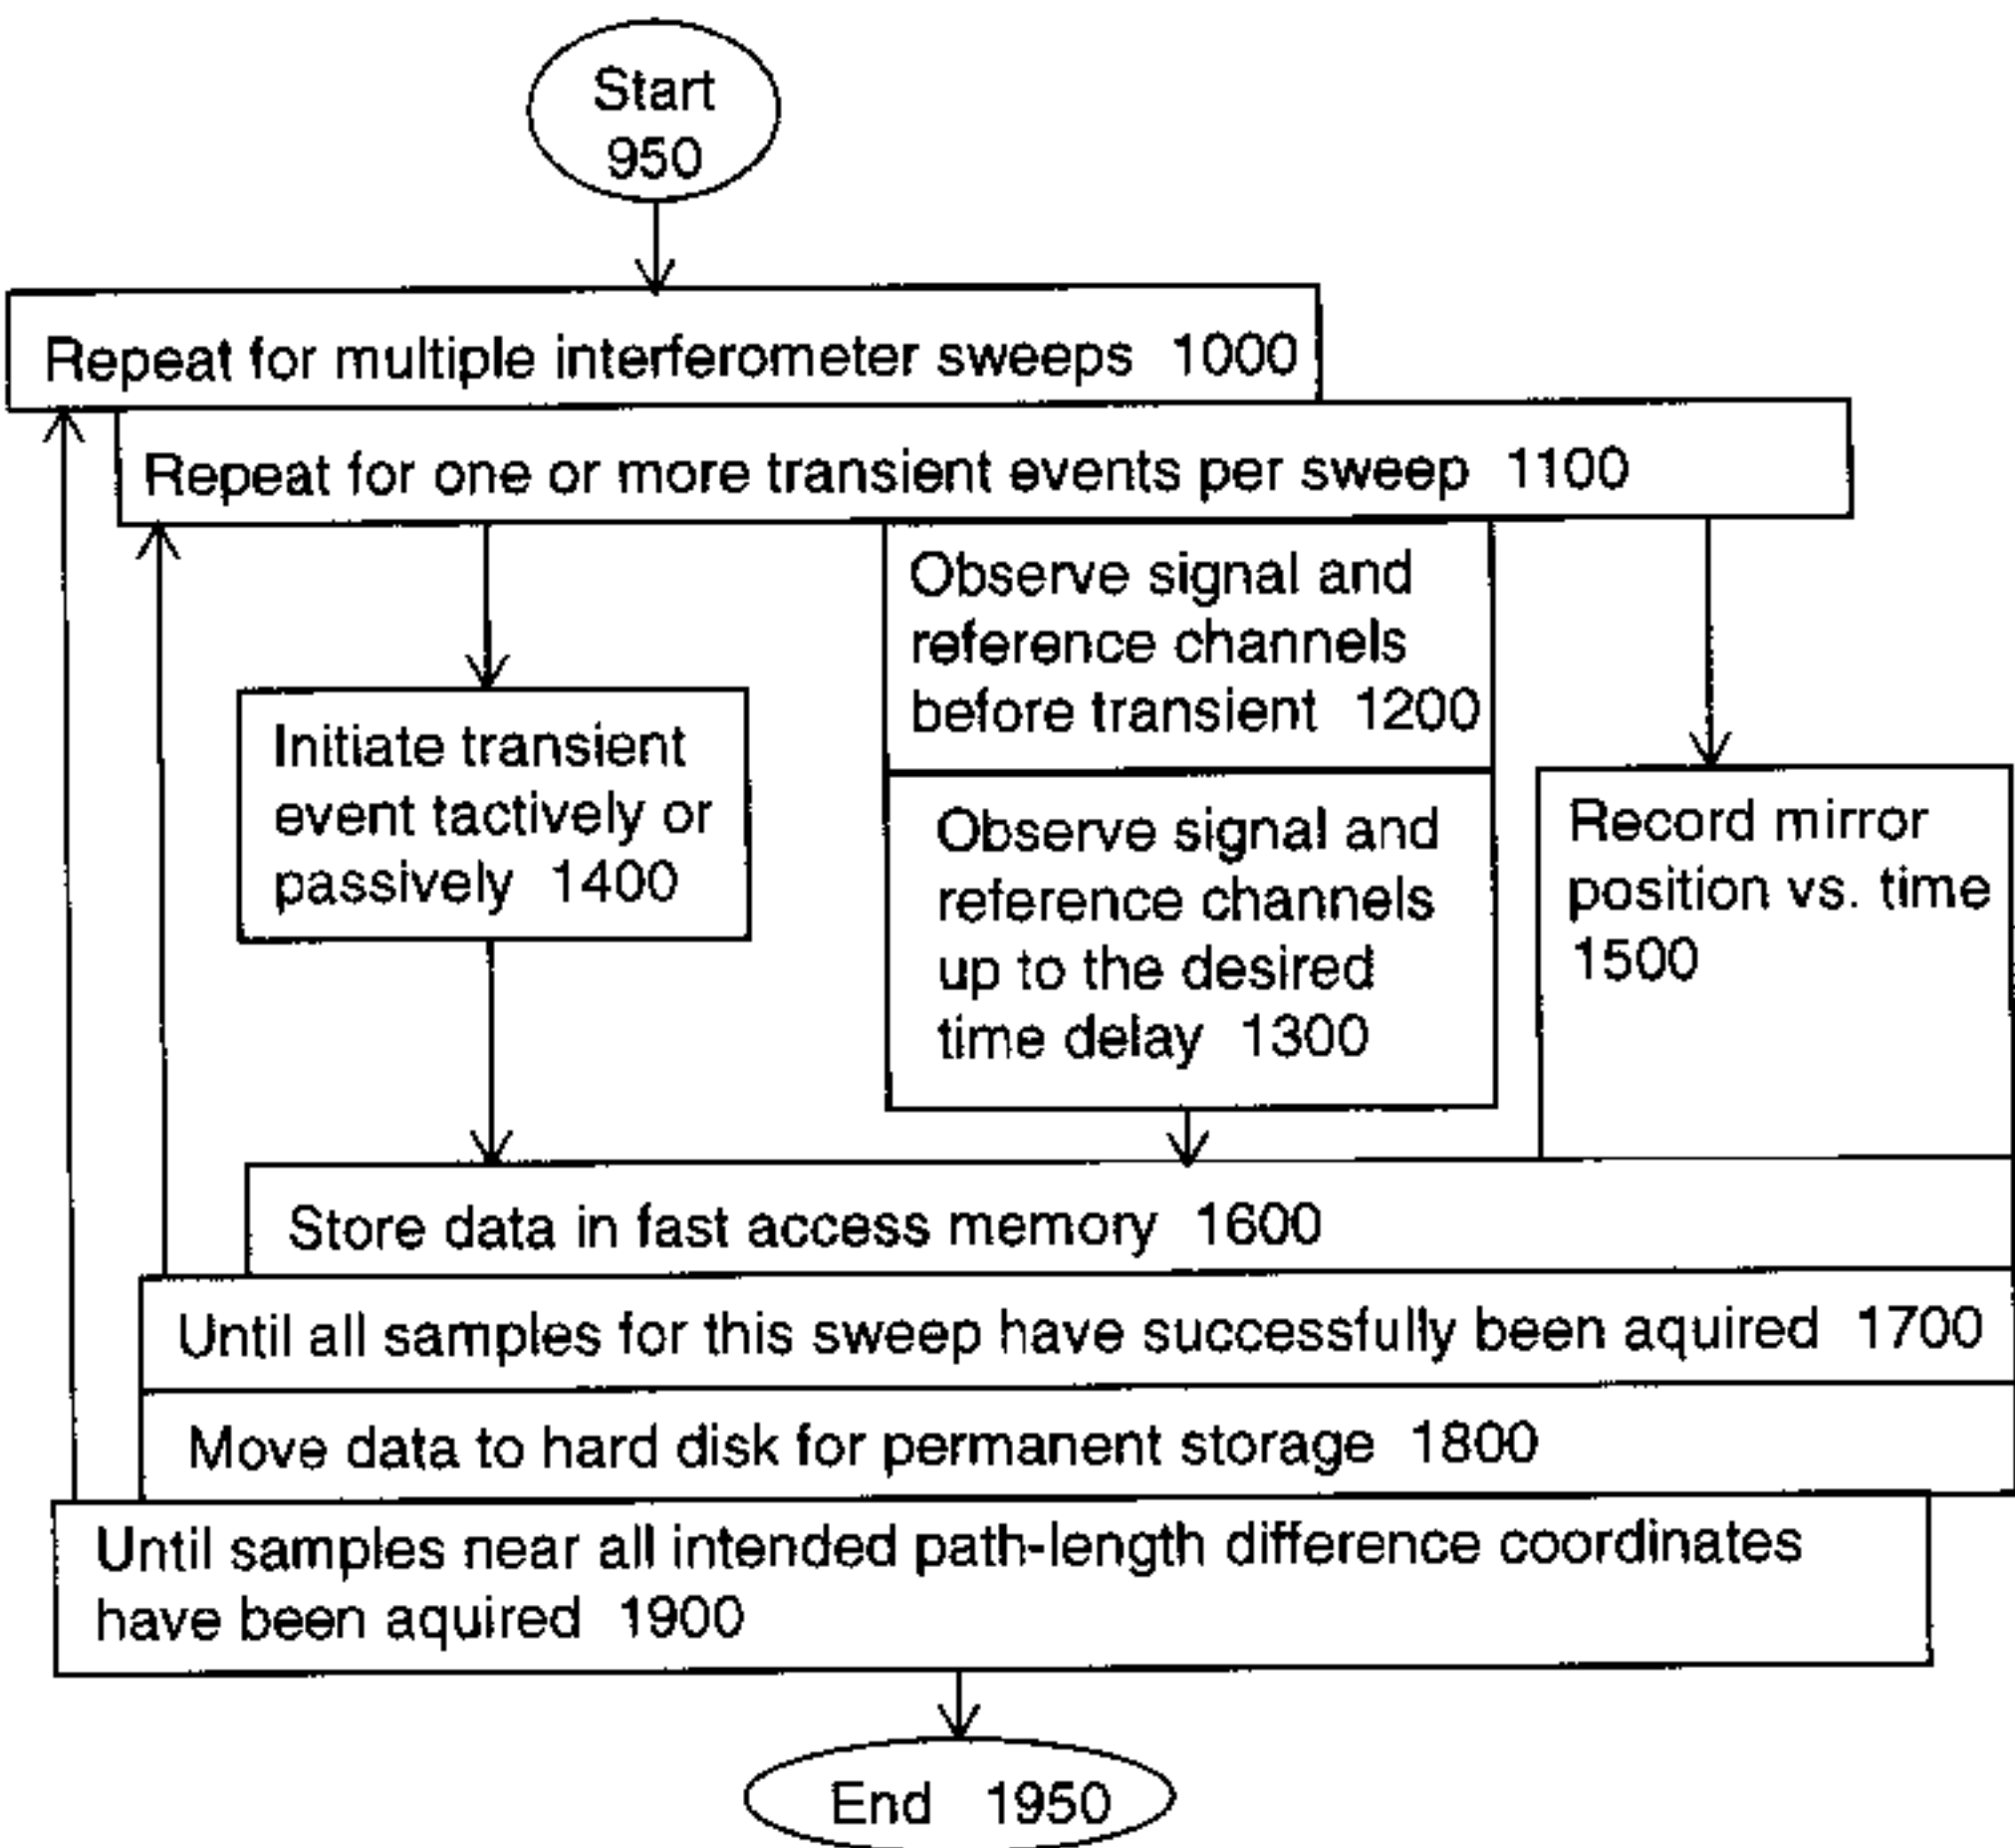 Start
950
Repeat for multiple interferometer sweeps 1000
Repeat for one or more transient events per sweep 1100
Observe signal and
reference channels
before transient 1200
Initiate transient
event tactively or
passively 1400
Observe signal and
reference channels
up to the desired
time delay 1300
Record mirror
position vs. time
1500
Store data in fast access memory 1600
Until all samples for this sweep have successfully been aquired 1700
Move data to hard disk for permanent storage 1800
Until samples near all intended path-length difference coordinates
have been aquired 1900
End 1950